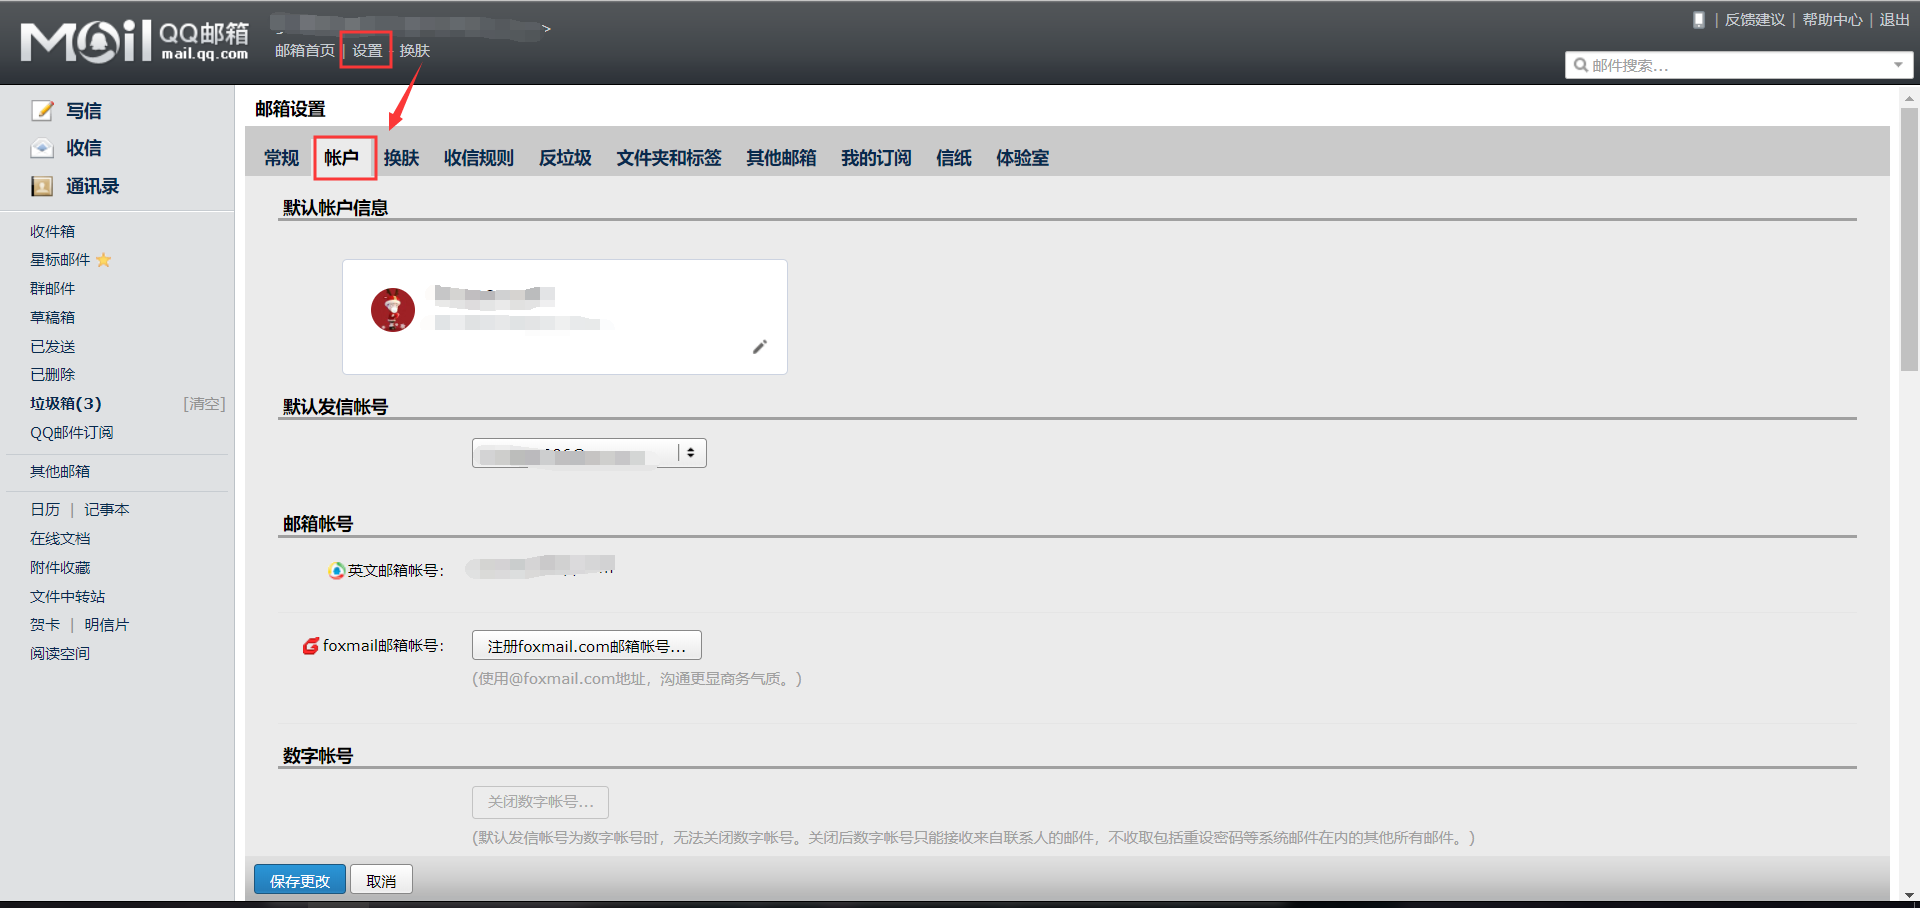 Mail QQ邮箱
mail.qq.com
>
邮箱首页 | 设置 - 换肤
| 反馈建议 | 帮助中心 | 退出
邮件搜索...
写信
收信
通讯录
收件箱
星标邮件
群邮件
草稿箱
已发送
已删除
垃圾箱(3) [清空]
QQ邮件订阅
其他邮箱
日历 | 记事本
在线文档
附件收藏
文件中转站
贺卡 | 明信片
阅读空间
邮箱设置
常规 帐户 换肤 收信规则 反垃圾 文件夹和标签 其他邮箱 我的订阅 信纸 体验室
默认帐户信息
默认发信帐号
邮箱帐号
英文邮箱帐号：
foxmail邮箱帐号： 注册foxmail.com邮箱帐号...
(使用@foxmail.com地址，沟通更显商务气质。)
数字帐号
关闭数字帐号...
(默认发信帐号为数字帐号时，无法关闭数字帐号。关闭后数字帐号只能接收来自联系人的邮件，不收取包括重设密码等系统邮件在内的其他所有邮件。)
保存更改 取消